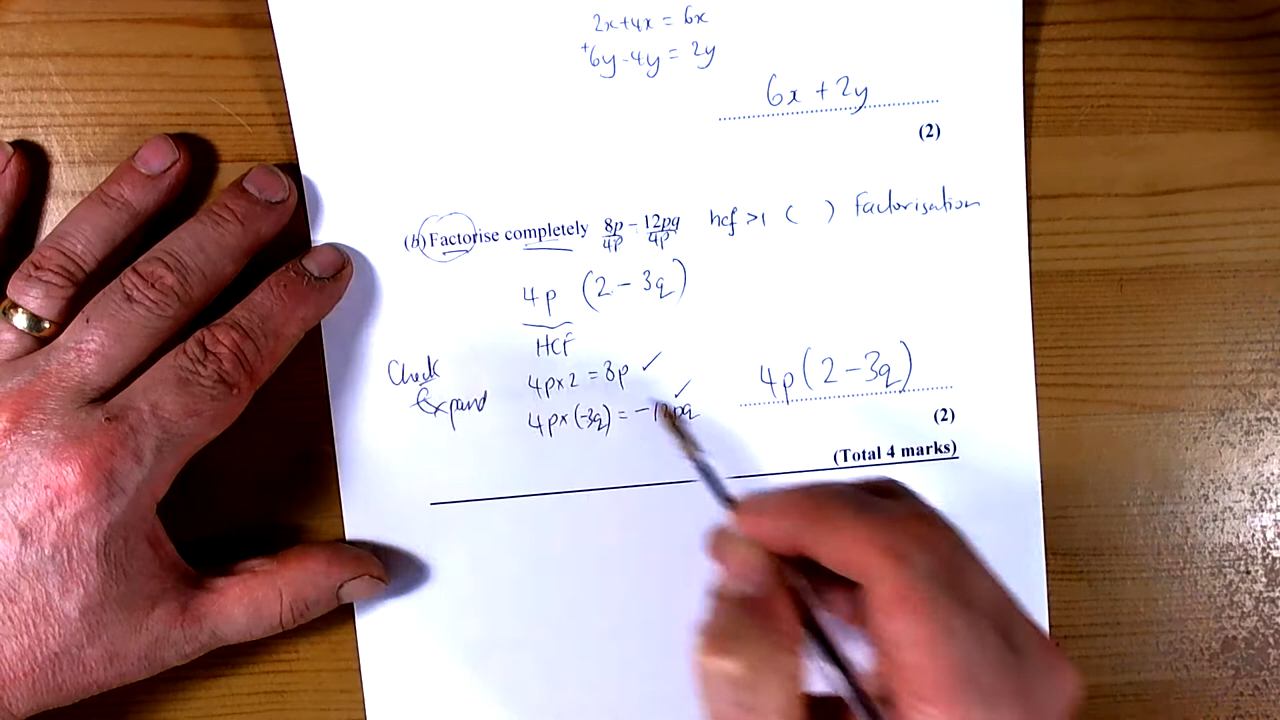 2x+4x = 6x
+6y-4y = 2y
6x + 2y
(2)
(b) Factorise completely 8p/4p - 12pq/4p hcf >1 ( ) Factorisation
4p (2 - 3q)
HCF
Check
Expand
4p×2 = 8p ✓
4p×(-3q) = -12pq ✓
4p(2-3q)
(2)
(Total 4 marks)